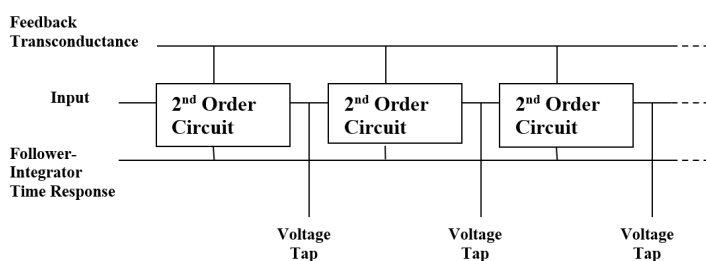 Feedback
Transconductance
Input
2nd Order
Circuit
2nd Order
Circuit
2nd Order
Circuit
Follower-
Integrator
Time Response
Voltage
Tap
Voltage
Tap
Voltage
Tap